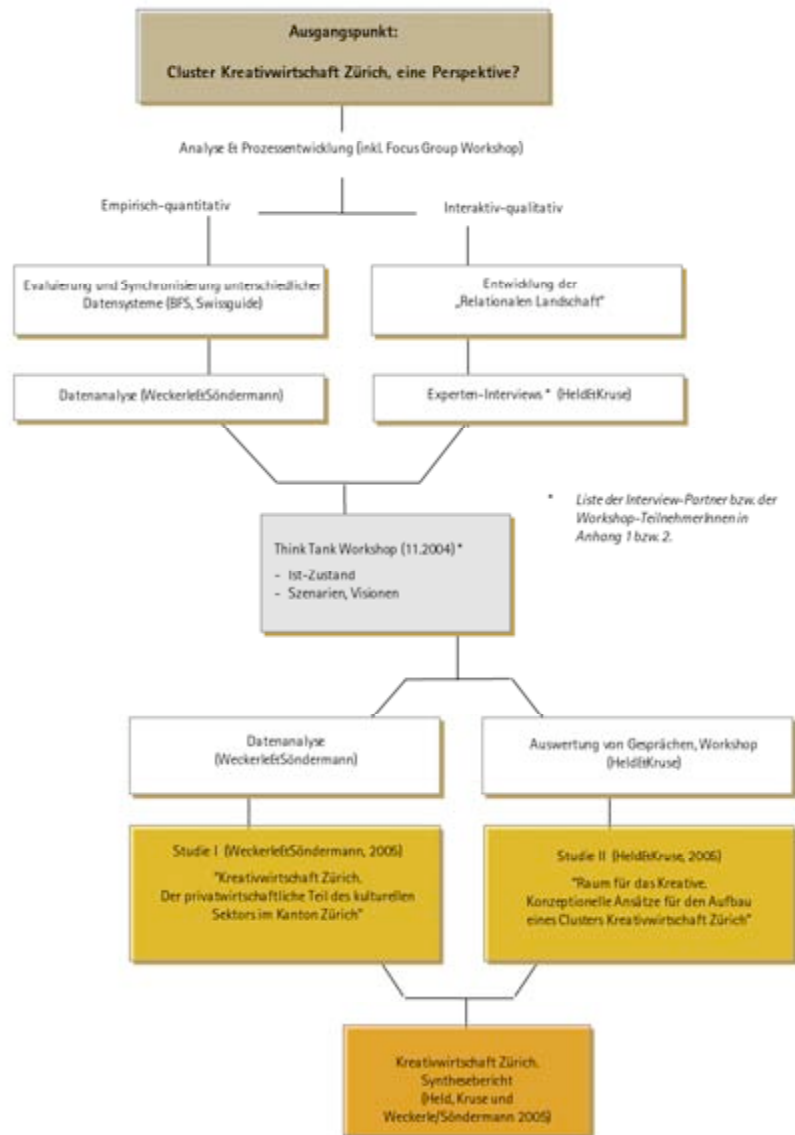 Ausgangspunkt:
Cluster Kreativwirtschaft Zürich, eine Perspektive?
Analyse & Prozessentwicklung (inkl. Focus Group Workshop)
Empirisch-quantitativ
Interaktiv-qualitativ
Evaluierung und Synchronisierung unterschiedlicher
Datensysteme (BFS, Swissguide)
Entwicklung der
„Relationalen Landschaft“
Datenanalyse (Weckerle&Söndermann)
Experten-Interviews * (Held&Kruse)
* Liste der Interview-Partner bzw. der
Workshop-TeilnehmerInnen in
Anhang 1 bzw. 2.
Think Tank Workshop (11.2004) *
- Ist-Zustand
- Szenarien, Visionen
Datenanalyse
(Weckerle&Söndermann)
Auswertung von Gesprächen, Workshop
(Held&Kruse)
Studie I (Weckerle&Söndermann, 2005)
"Kreativwirtschaft Zürich.
Der privatwirtschaftliche Teil des kulturellen
Sektors im Kanton Zürich"
Studie II (Held&Kruse, 2005)
"Raum für das Kreative.
Konzeptionelle Ansätze für den Aufbau
eines Clusters Kreativwirtschaft Zürich"
Kreativwirtschaft Zürich.
Synthesebericht
(Held, Kruse und
Weckerle/Söndermann 2005)